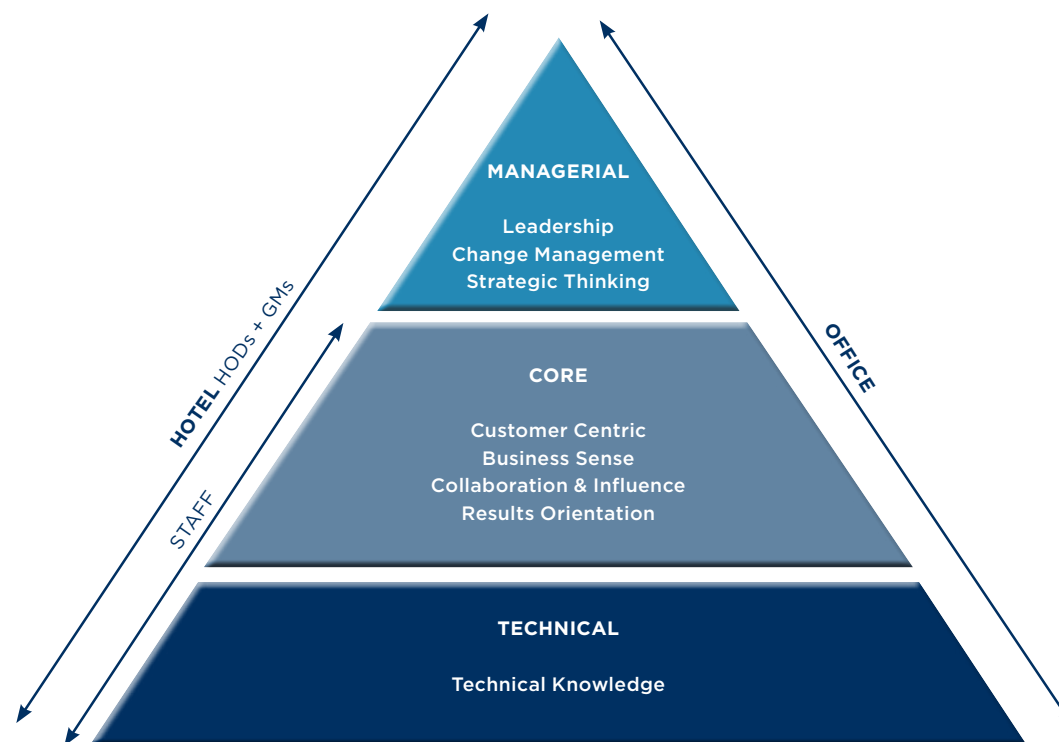 MANAGERIAL
Leadership
Change Management
Strategic Thinking
HOTEL HODs + GMs
OFFICE
CORE
Customer Centric
Business Sense
Collaboration & Influence
Results Orientation
STAFF
TECHNICAL
Technical Knowledge